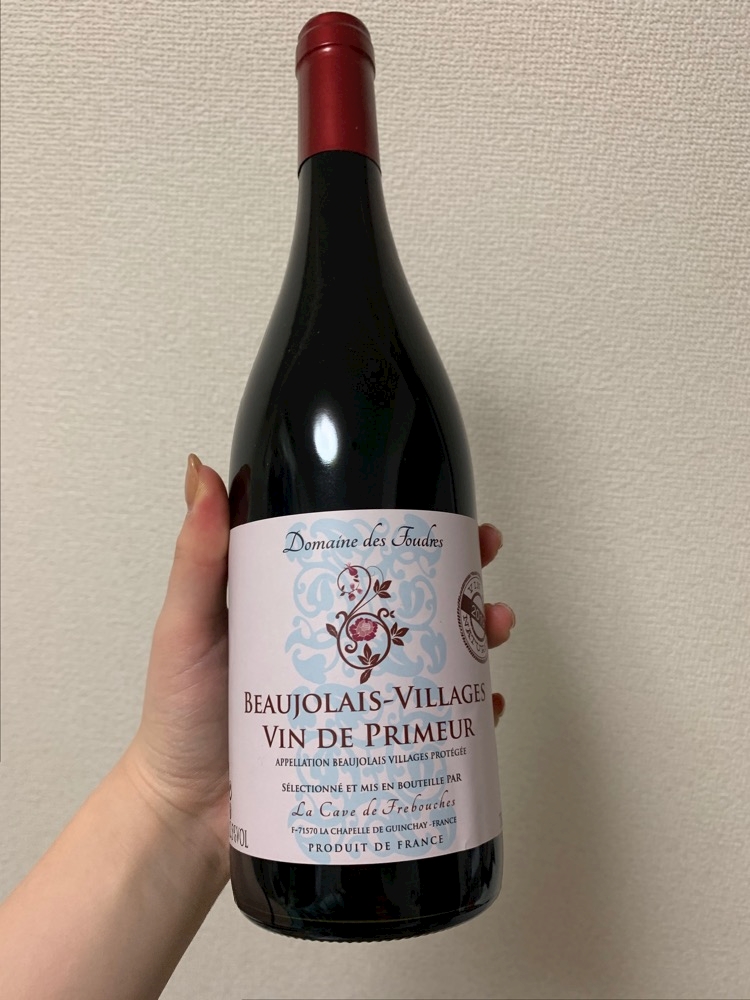 Domaine des Foudres
BEAUJOLAIS-VILLAGES
VIN DE PRIMEUR
APPELLATION BEAUJOLAIS VILLAGES PROTÉGÉE
SÉLECTIONNÉ ET MIS EN BOUTEILLE PAR
La Cave de Frebouches
F-71570 LA CHAPELLE DE GUINCHAY - FRANCE
PRODUIT DE FRANCE